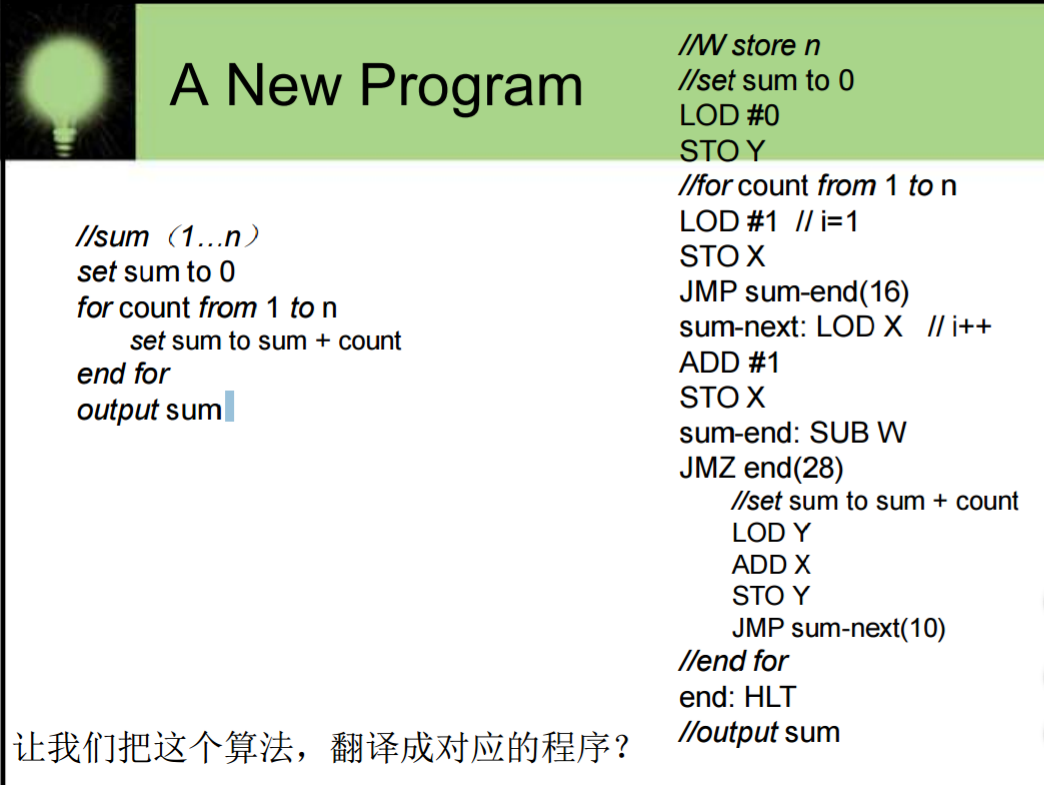 A New Program
//sum（1…n）
set sum to 0
for count from 1 to n
set sum to sum + count
end for
output sum
让我们把这个算法，翻译成对应的程序？
//W store n
//set sum to 0
LOD #0
STO Y
//for count from 1 to n
LOD #1 // i=1
STO X
JMP sum-end(16)
sum-next: LOD X // i++
ADD #1
STO X
sum-end: SUB W
JMZ end(28)
//set sum to sum + count
LOD Y
ADD X
STO Y
JMP sum-next(10)
//end for
end: HLT
//output sum